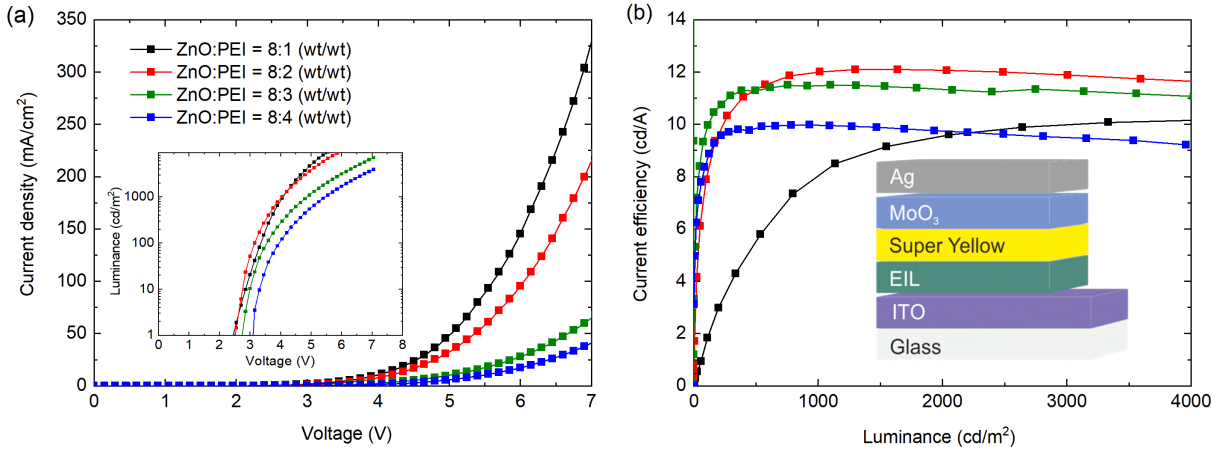 (a)
350
300
250
200
150
100
50
0
Current density (mA/cm²)
ZnO:PEI = 8:1 (wt/wt)
ZnO:PEI = 8:2 (wt/wt)
ZnO:PEI = 8:3 (wt/wt)
ZnO:PEI = 8:4 (wt/wt)
1000
100
10
1
Luminance (cd/m²)
0 1 2 3 4 5 6 7 8
Voltage (V)
0 1 2 3 4 5 6 7
Voltage (V)
(b)
14
12
10
8
6
4
2
0
Current efficiency (cd/A)
Ag
MoO₃
Super Yellow
EIL
ITO
Glass
0 1000 2000 3000 4000
Luminance (cd/m²)